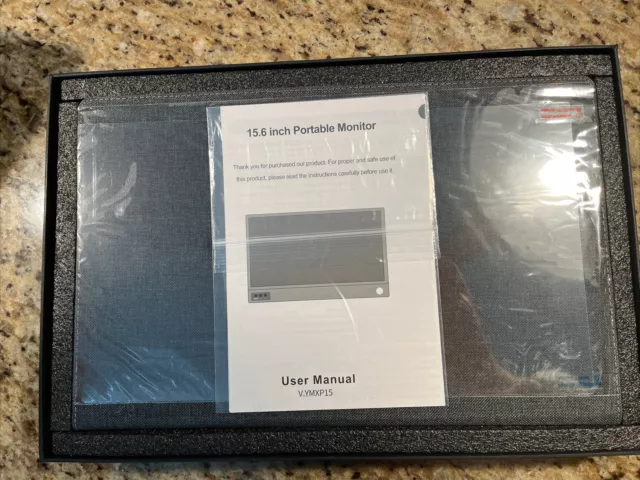 15.6 inch Portable Monitor
Thank you for purchased our product. For proper and safe use of
this product, please read the instructions carefully before use it.
User Manual
V.YMXP15